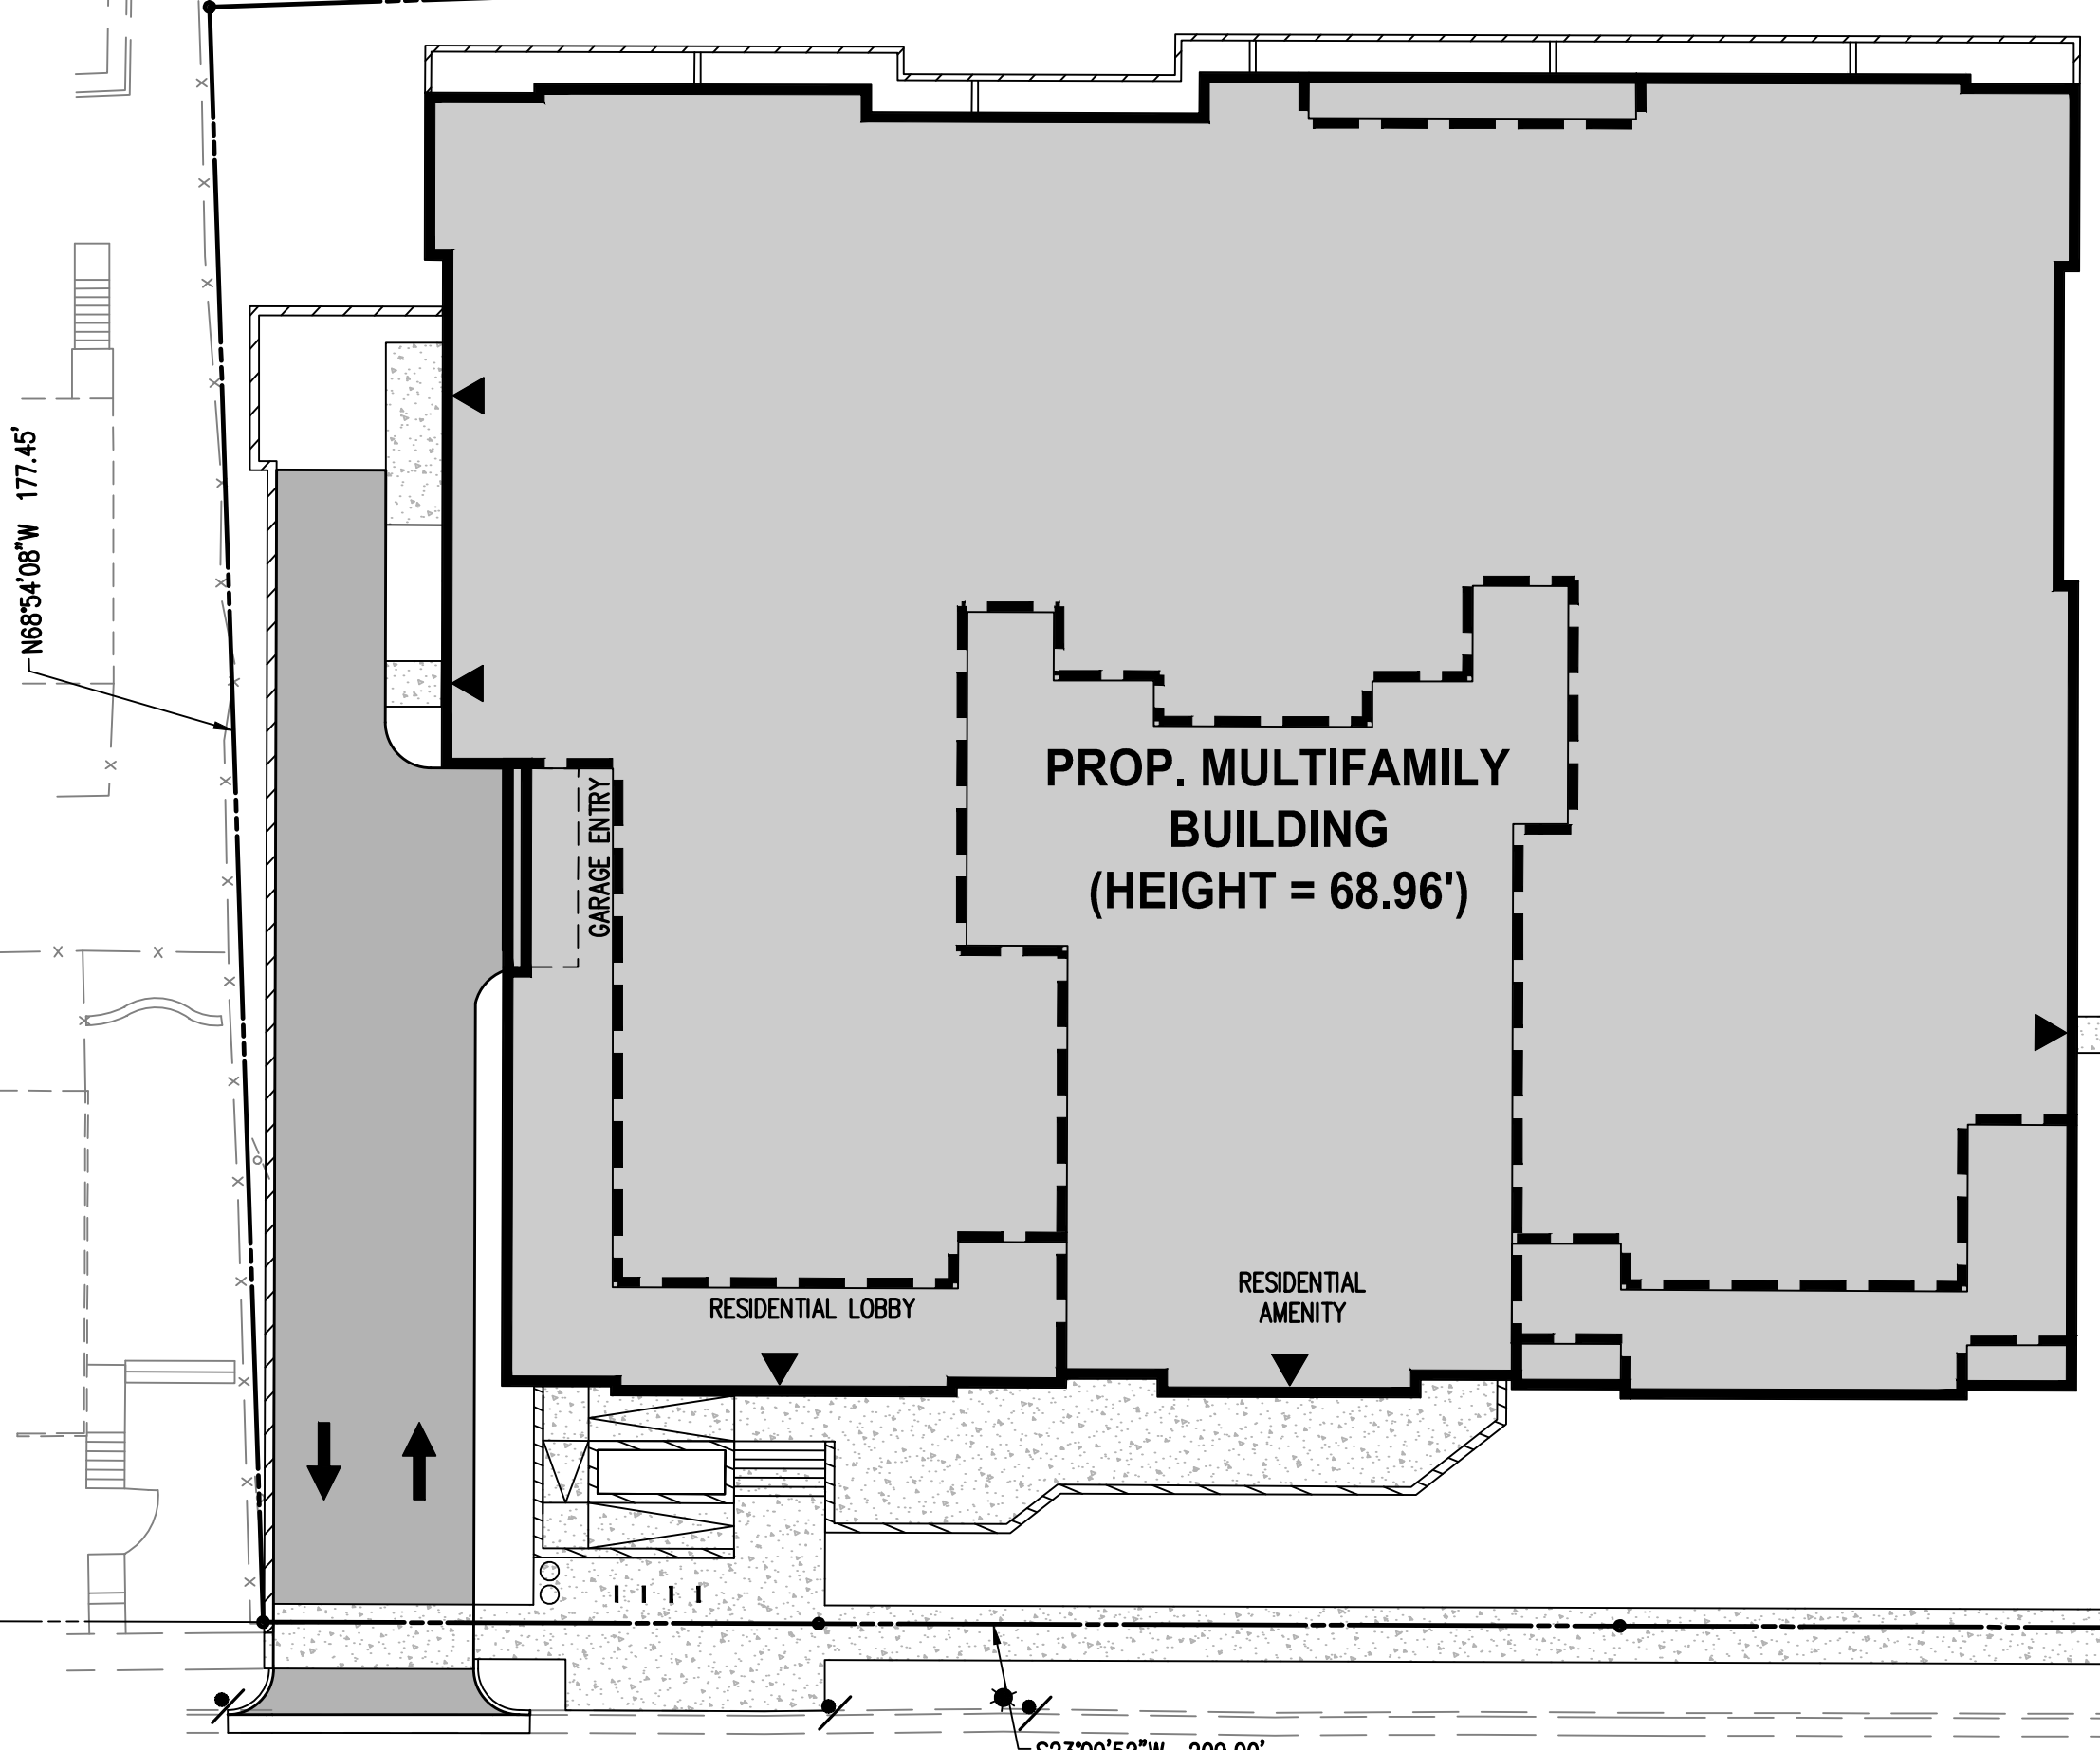 N68°54'08"W 177.45'
GARAGE ENTRY
PROP. MULTIFAMILY
BUILDING
(HEIGHT = 68.96')
RESIDENTIAL LOBBY
RESIDENTIAL
AMENITY